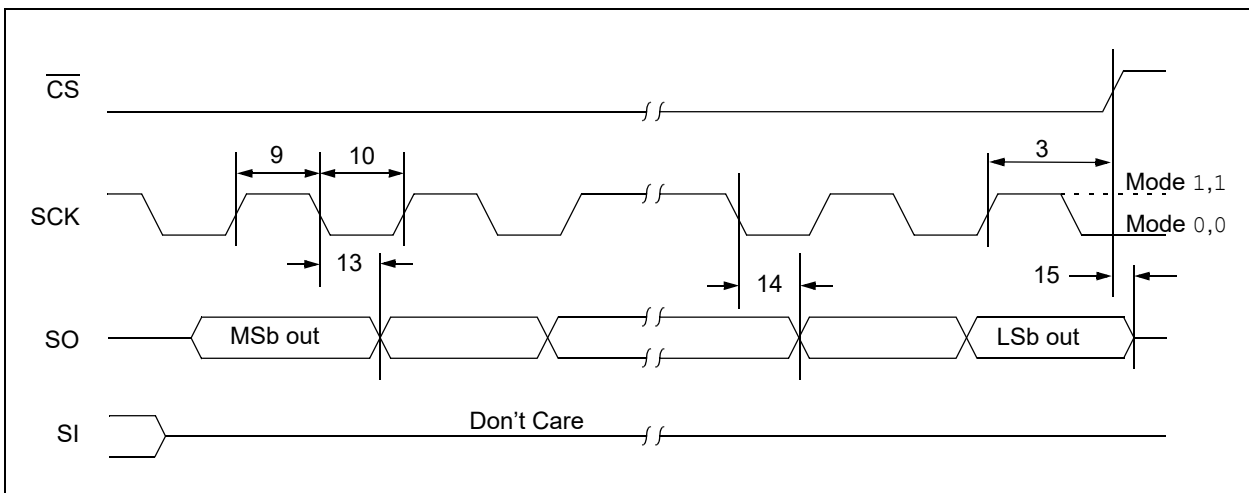 CS
9
10
3
SCK
Mode 1,1
Mode 0,0
13
14
15
SO
MSb out
LSb out
SI
Don't Care